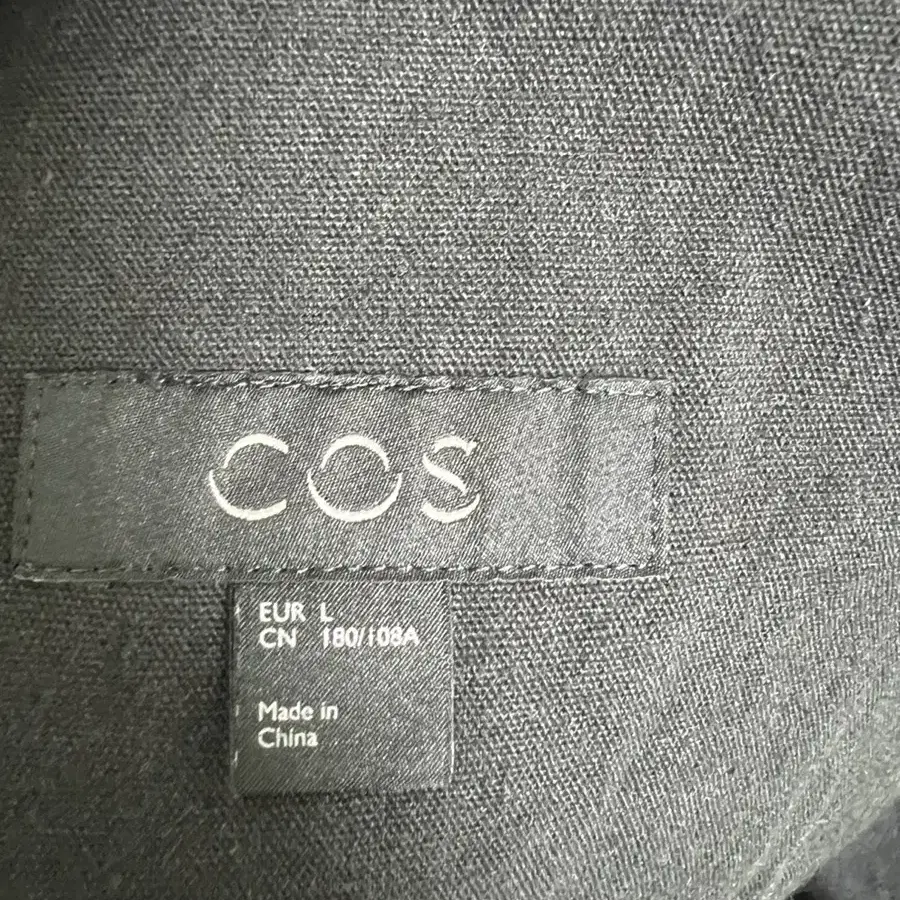 COS
EUR L
CN 180/108A
Made in
China